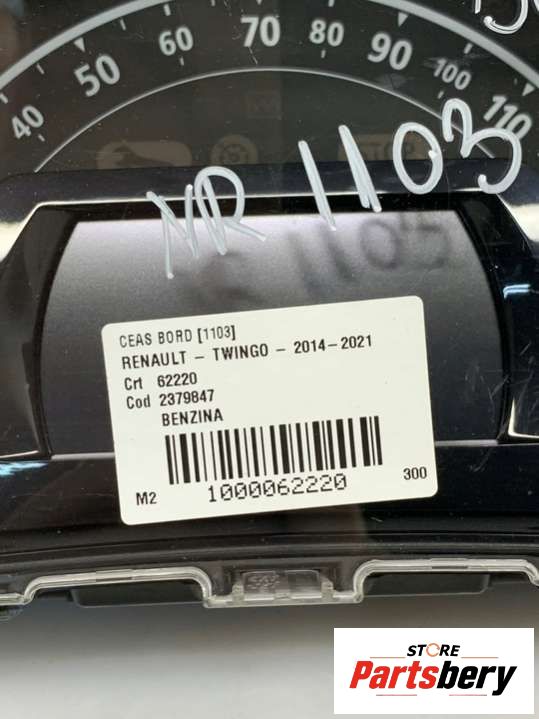 40 50 60 70 80 90 100 110
NR 1103
CEAS BORD [1103]
RENAULT - TWINGO - 2014-2021
Crt 62220
Cod 2379847
BENZINA
M2 1000062220 300
STORE
Partsbery